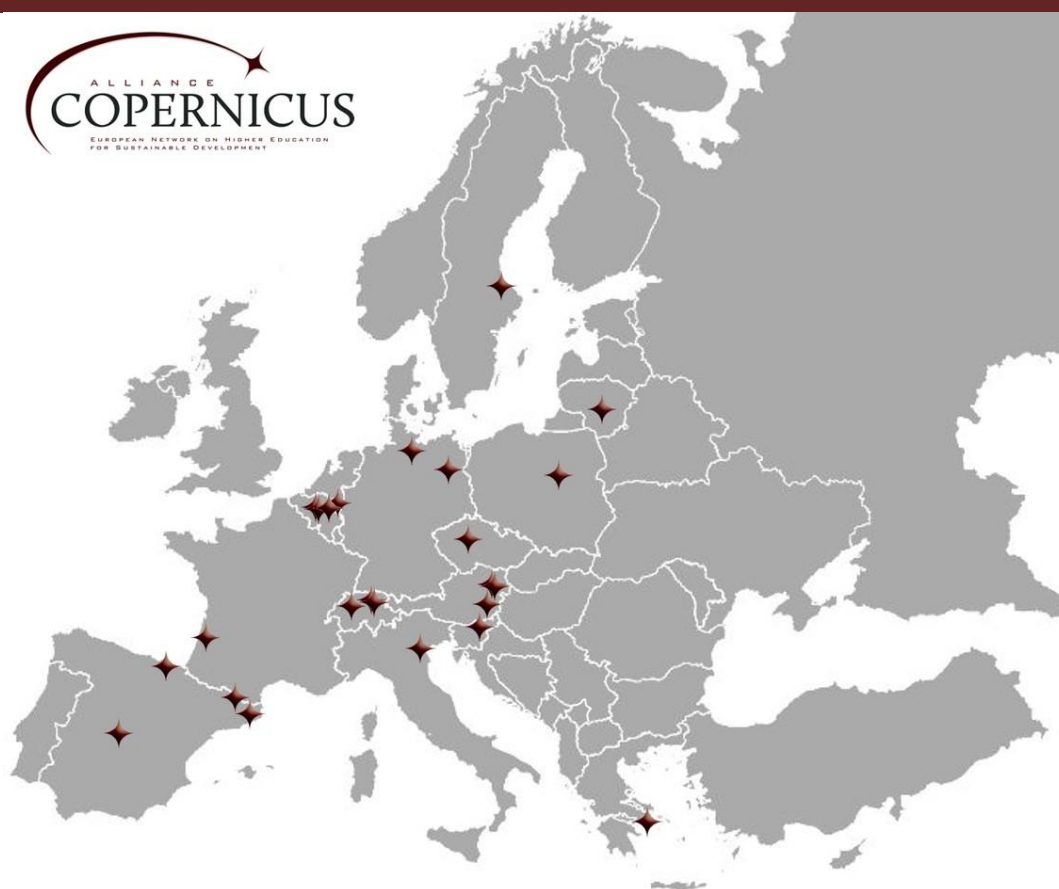 ALLIANCE
COPERNICUS
EUROPEAN NETWORK ON HIGHER EDUCATION
FOR SUSTAINABLE DEVELOPMENT